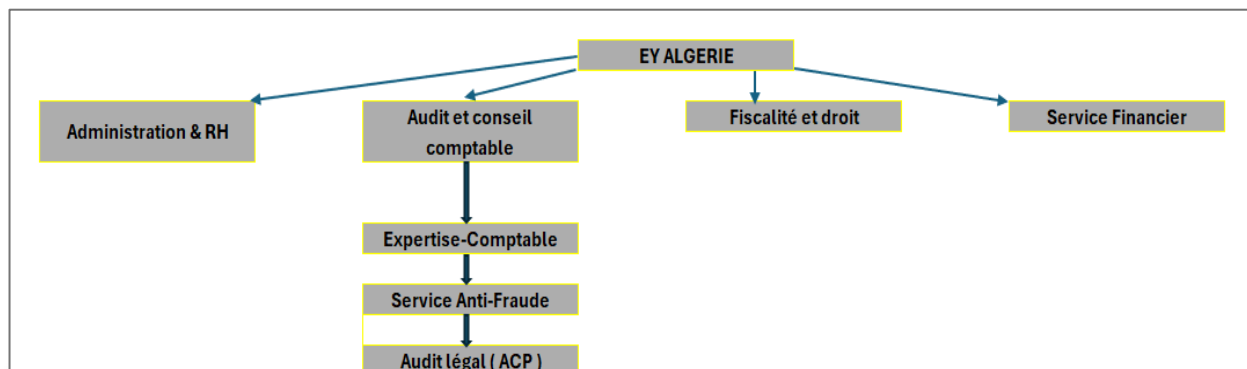 EY ALGERIE
Administration & RH
Audit et conseil
comptable
Fiscalité et droit
Service Financier
Expertise-Comptable
Service Anti-Fraude
Audit légal ( ACP )